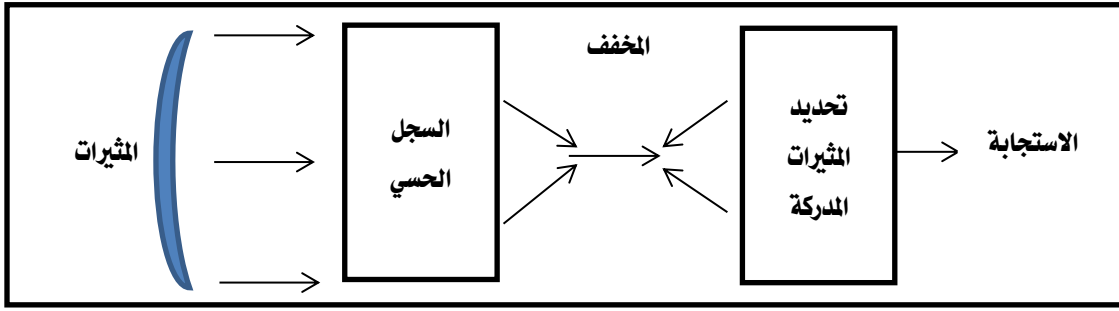 المثيرات
السجل
الحسي
المخفف
تحديد
المثيرات
المدركة
الاستجابة